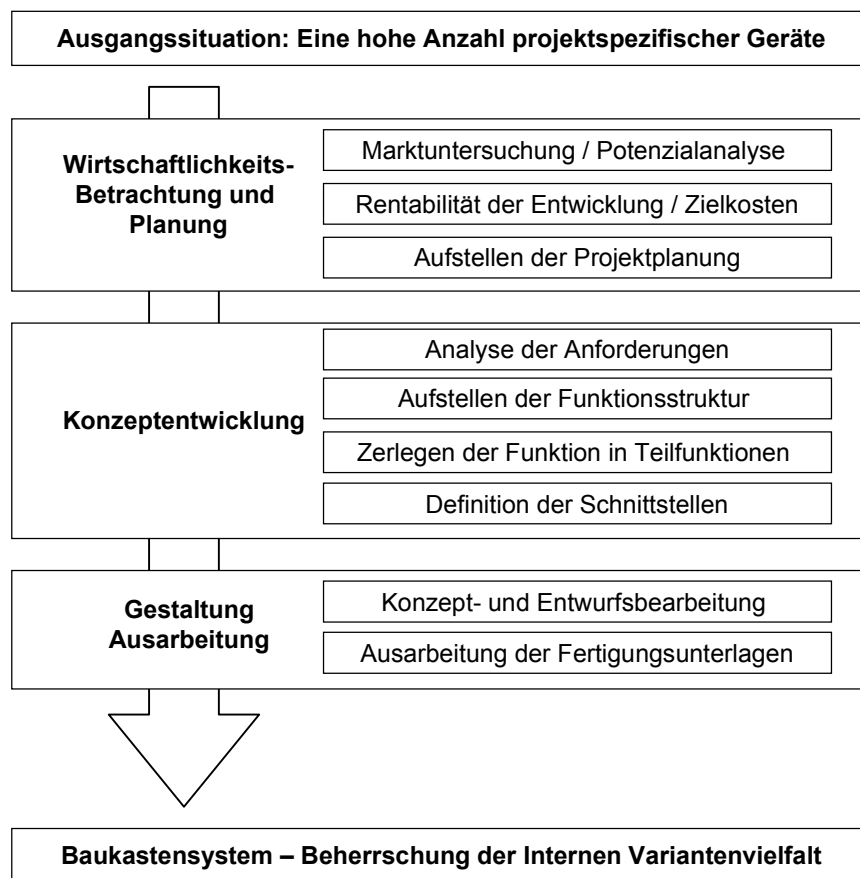 Ausgangssituation: Eine hohe Anzahl projektspezifischer Geräte
Wirtschaftlichkeits-
Betrachtung und
Planung
Marktuntersuchung / Potenzialanalyse
Rentabilität der Entwicklung / Zielkosten
Aufstellen der Projektplanung
Konzeptentwicklung
Analyse der Anforderungen
Aufstellen der Funktionsstruktur
Zerlegen der Funktion in Teilfunktionen
Definition der Schnittstellen
Gestaltung
Ausarbeitung
Konzept- und Entwurfsbearbeitung
Ausarbeitung der Fertigungsunterlagen
Baukastensystem – Beherrschung der Internen Variantenvielfalt